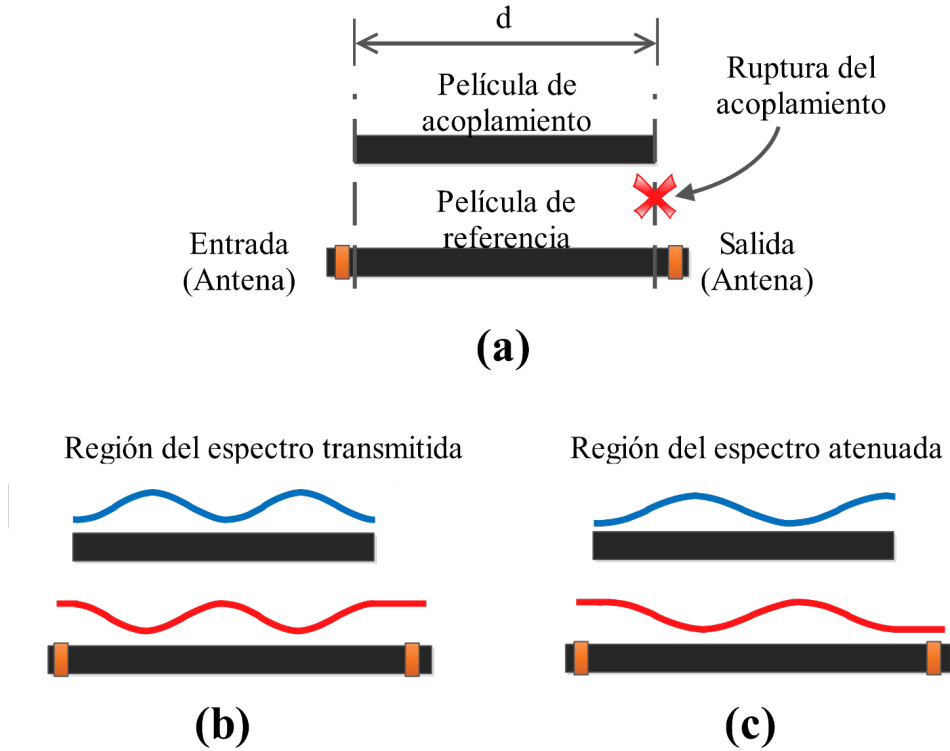 d
Película de
acoplamiento
Ruptura del
acoplamiento
Película de
referencia
Entrada
(Antena)
Salida
(Antena)
(a)
Región del espectro transmitida
Región del espectro atenuada
(b)
(c)